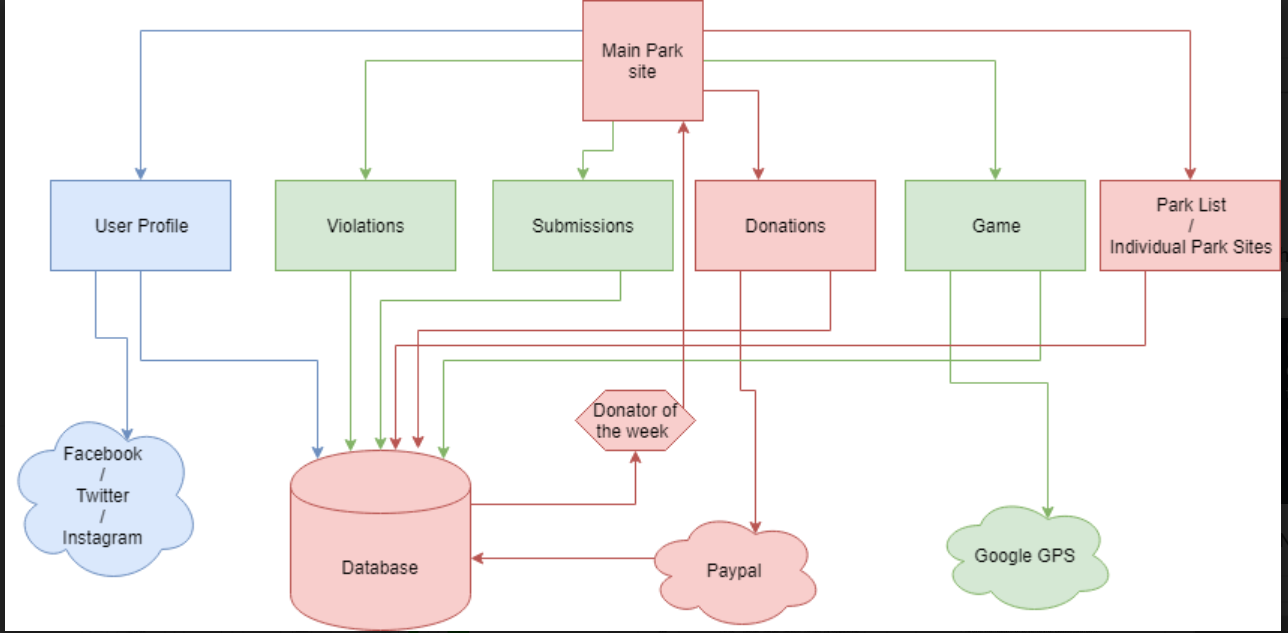 Main Park
site
User Profile
Violations
Submissions
Donations
Game
Park List
/
Individual Park Sites
Donator of
the week
Facebook
/
Twitter
/
Instagram
Database
Paypal
Google GPS